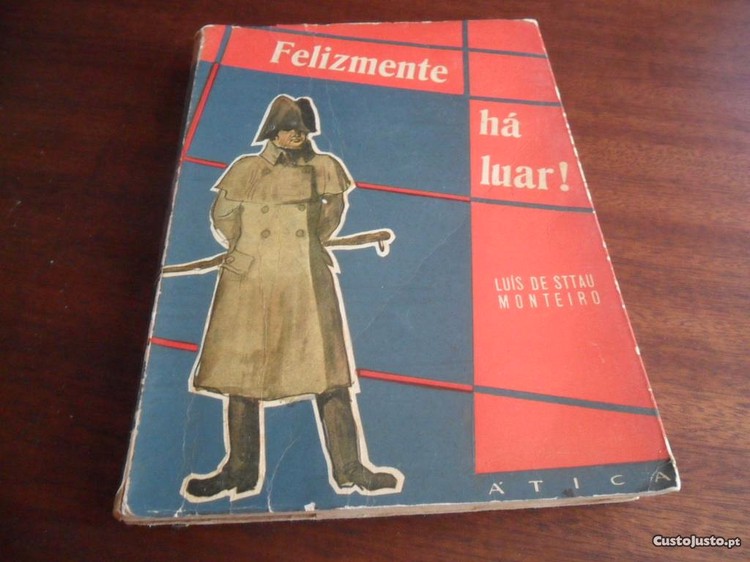 Felizmente
há
luar!
LUÍS DE STTAU
MONTEIRO
ÁTICA
CustoJusto.pt